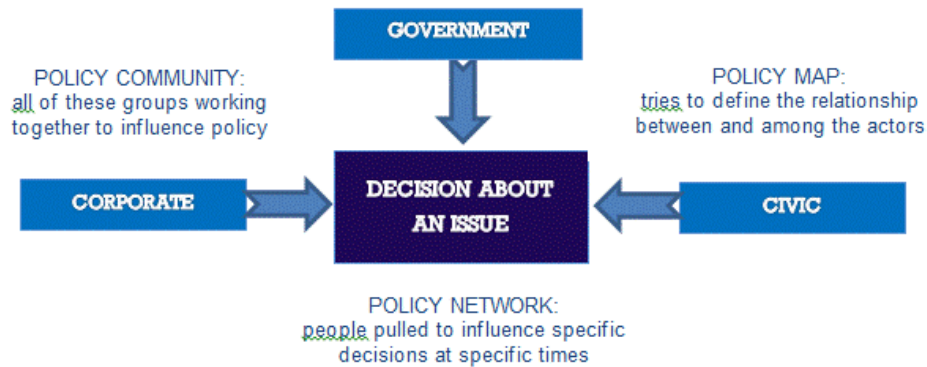 GOVERNMENT
POLICY COMMUNITY:
all of these groups working
together to influence policy
POLICY MAP:
tries to define the relationship
between and among the actors
CORPORATE
DECISION ABOUT
AN ISSUE
CIVIC
POLICY NETWORK:
people pulled to influence specific
decisions at specific times